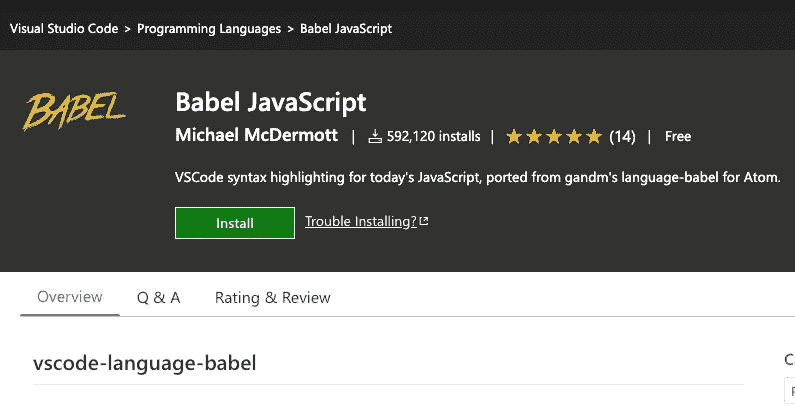 Visual Studio Code > Programming Languages > Babel JavaScript
BABEL
Babel JavaScript
Michael McDermott | 592,120 installs | (14) | Free
VSCode syntax highlighting for today's JavaScript, ported from gandm's language-babel for Atom.
Install Trouble Installing?
Overview Q & A Rating & Review
vscode-language-babel